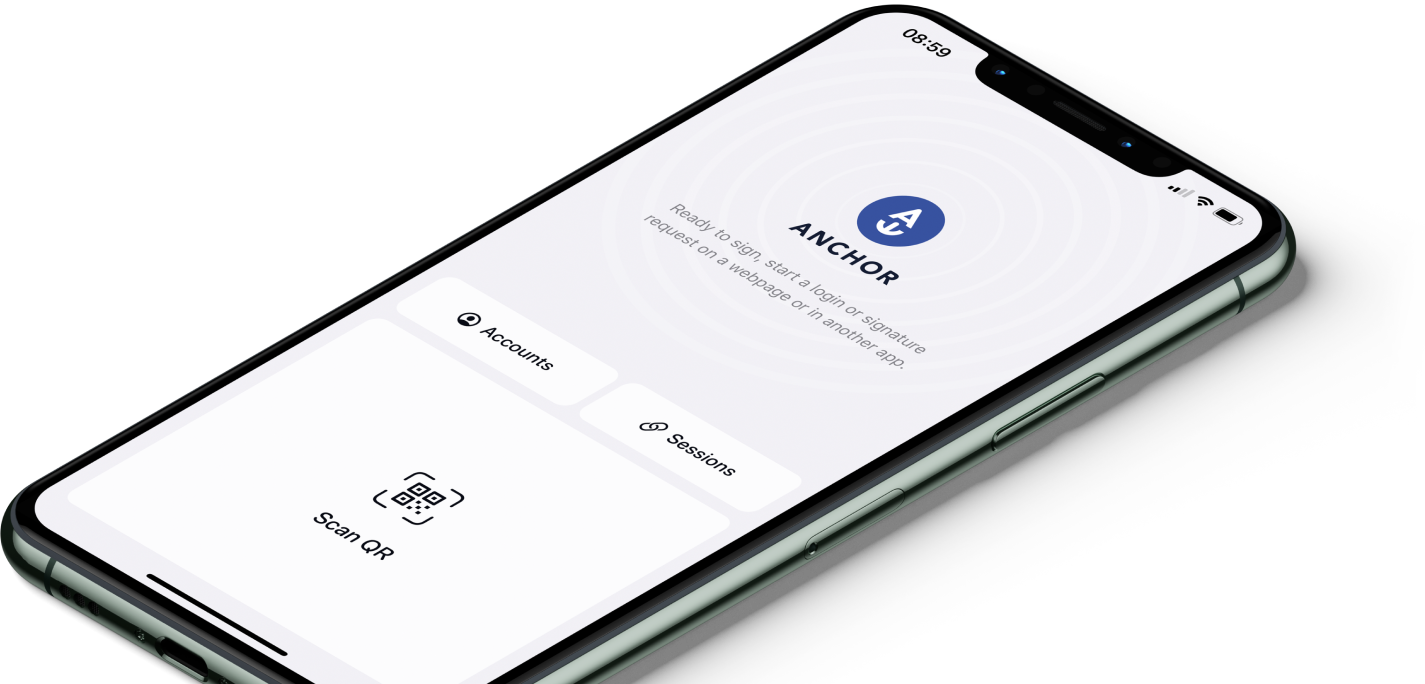 08:59
ANCHOR
Ready to sign, start a login or signature
request on a webpage or in another app.
Accounts
Sessions
Scan QR